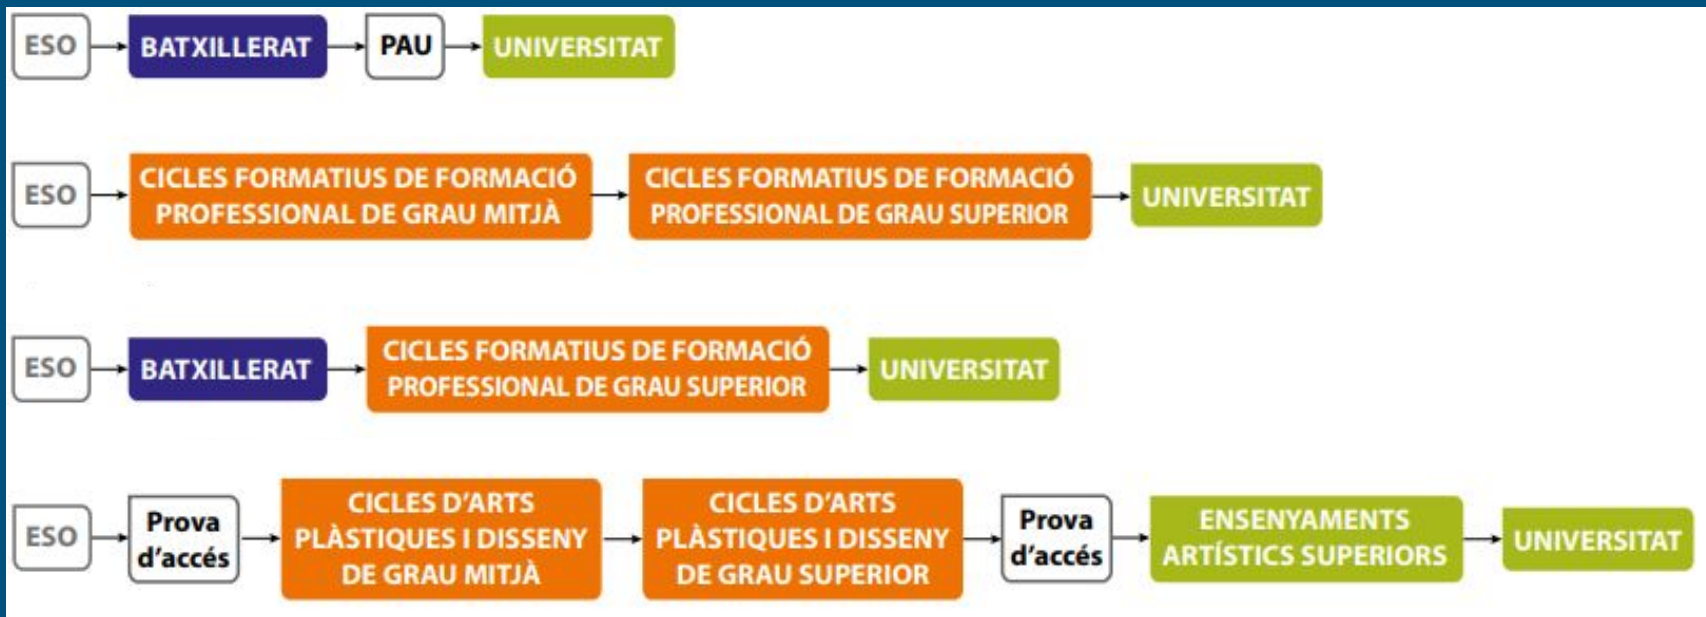 ESO
BATXILLERAT
PAU
UNIVERSITAT
ESO
CICLES FORMATIUS DE FORMACIÓ
PROFESSIONAL DE GRAU MITJÀ
CICLES FORMATIUS DE FORMACIÓ
PROFESSIONAL DE GRAU SUPERIOR
UNIVERSITAT
ESO
BATXILLERAT
CICLES FORMATIUS DE FORMACIÓ
PROFESSIONAL DE GRAU SUPERIOR
UNIVERSITAT
ESO
Prova
d'accés
CICLES D'ARTS
PLÀSTIQUES I DISSENY
DE GRAU MITJÀ
CICLES D'ARTS
PLÀSTIQUES I DISSENY
DE GRAU SUPERIOR
Prova
d'accés
ENSENYAMENTS
ARTÍSTICS SUPERIORS
UNIVERSITAT